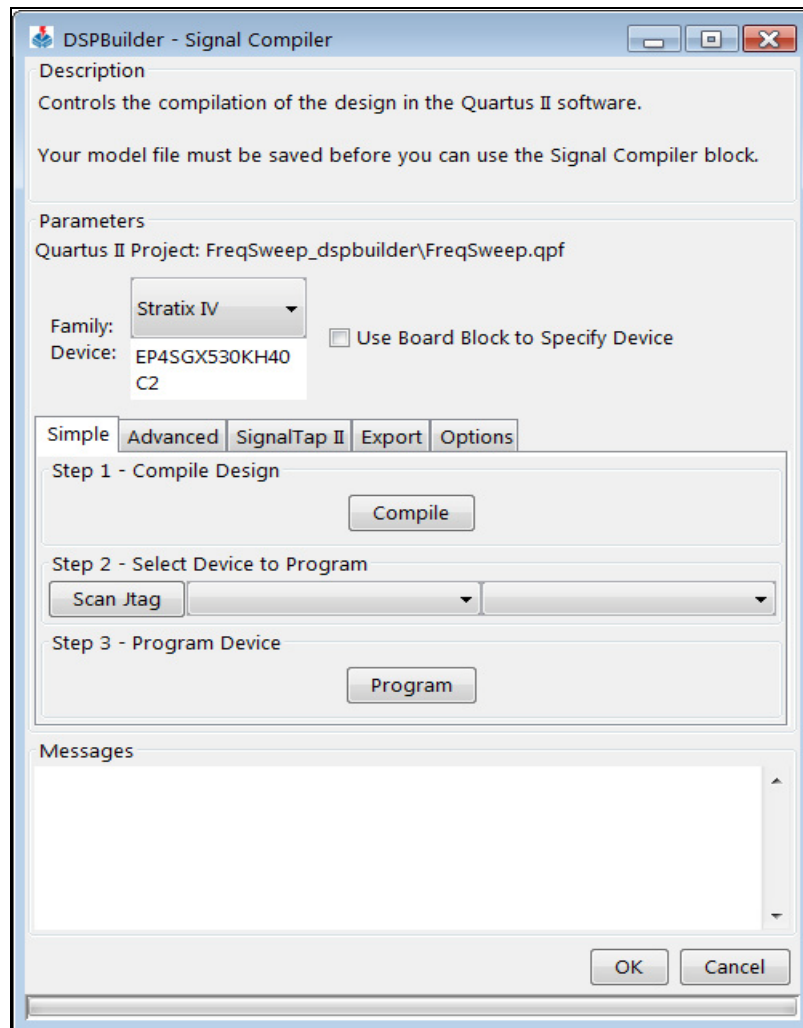 DSPBuilder - Signal Compiler
Description
Controls the compilation of the design in the Quartus II software.
Your model file must be saved before you can use the Signal Compiler block.
Parameters
Quartus II Project: FreqSweep_dspbuilder\FreqSweep.qpf
Family:
Stratix IV
Device:
EP4SGX530KH40
C2
Use Board Block to Specify Device
Simple Advanced SignalTap II Export Options
Step 1 - Compile Design
Compile
Step 2 - Select Device to Program
Scan Jtag
Step 3 - Program Device
Program
Messages
OK Cancel